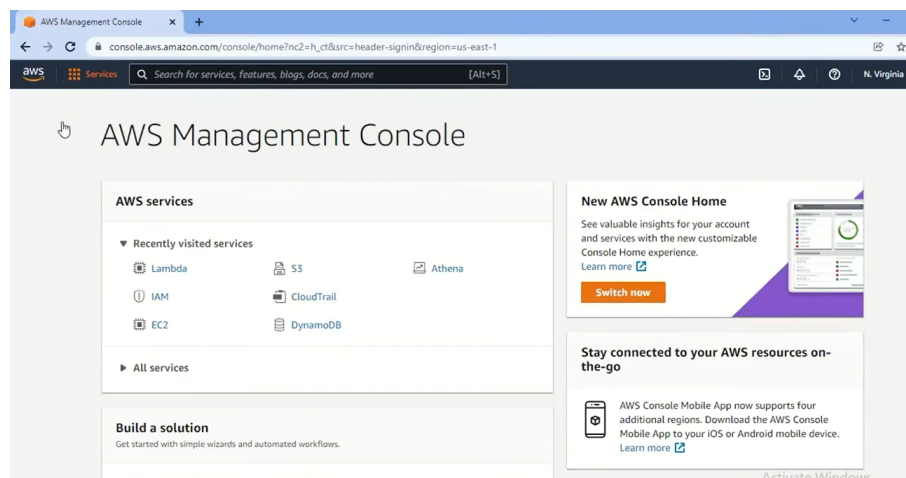 AWS Management Console
console.aws.amazon.com/console/home?nc2=h_ct&src=header-signin&region=us-east-1
aws Services Search for services, features, blogs, docs, and more [Alt+S] N. Virginia
AWS Management Console
AWS services
Recently visited services
Lambda S3 Athena
IAM CloudTrail
EC2 DynamoDB
All services
Build a solution
Get started with simple wizards and automated workflows.
New AWS Console Home
See valuable insights for your account
and services with the new customizable
Console Home experience.
Learn more
Switch now
Stay connected to your AWS resources on-
the-go
AWS Console Mobile App now supports four
additional regions. Download the AWS Console
Mobile App to your iOS or Android mobile device.
Learn more
Activate Windows